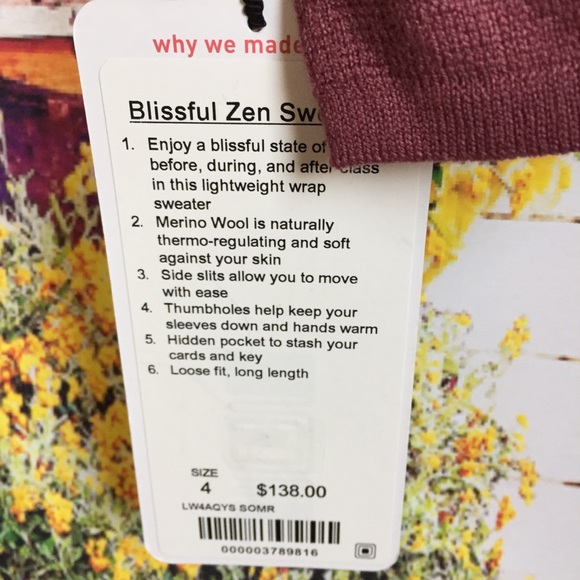 why we made
Blissful Zen
1. Enjoy a blissful state of
before, during, and after class
in this lightweight wrap
sweater
2. Merino Wool is naturally
thermo-regulating and soft
against your skin
3. Side slits allow you to move
with ease
4. Thumbholes help keep your
sleeves down and hands warm
5. Hidden pocket to stash your
cards and key
6. Loose fit, long length
SIZE
4 $138.00
LW4AQYS SOMR
000003789816